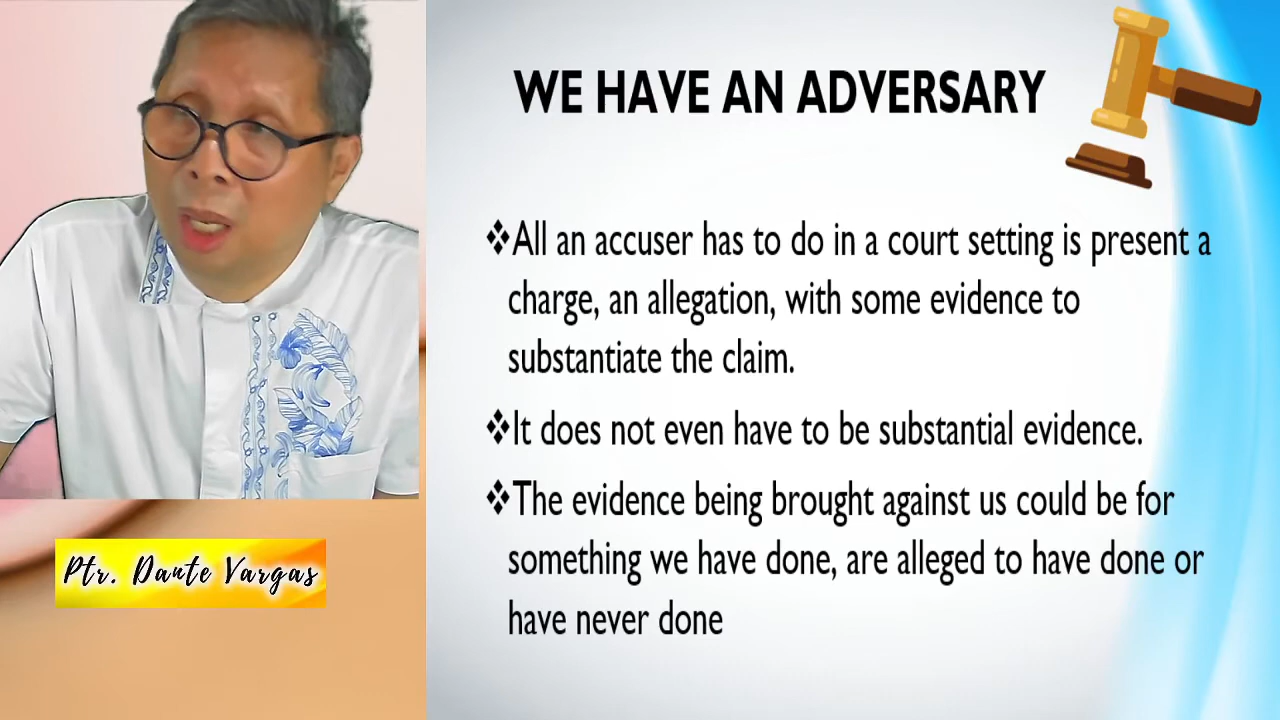 WE HAVE AN ADVERSARY
❖All an accuser has to do in a court setting is present a
charge, an allegation, with some evidence to
substantiate the claim.
❖It does not even have to be substantial evidence.
❖The evidence being brought against us could be for
something we have done, are alleged to have done or
have never done
Ptr. Dante Vargas